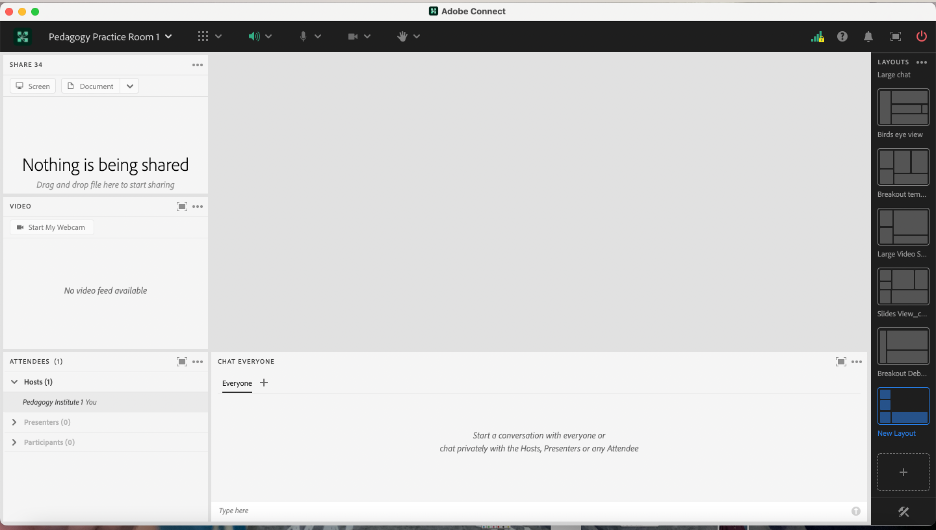 Adobe Connect
Pedagogy Practice Room 1
SHARE 34
Screen
Document
Nothing is being shared
Drag and drop file here to start sharing
VIDEO
Start My Webcam
No video feed available
ATTENDEES (1)
Hosts (1)
Pedagogy Institute 1 You
Presenters (0)
Participants (0)
CHAT EVERYONE
Everyone
Start a conversation with everyone or
chat privately with the Hosts, Presenters or any Attendee
Type here
LAYOUTS
Large chat
Birds eye view
Breakout tem...
Large Video S...
Slides View_c...
Breakout Deb...
New Layout